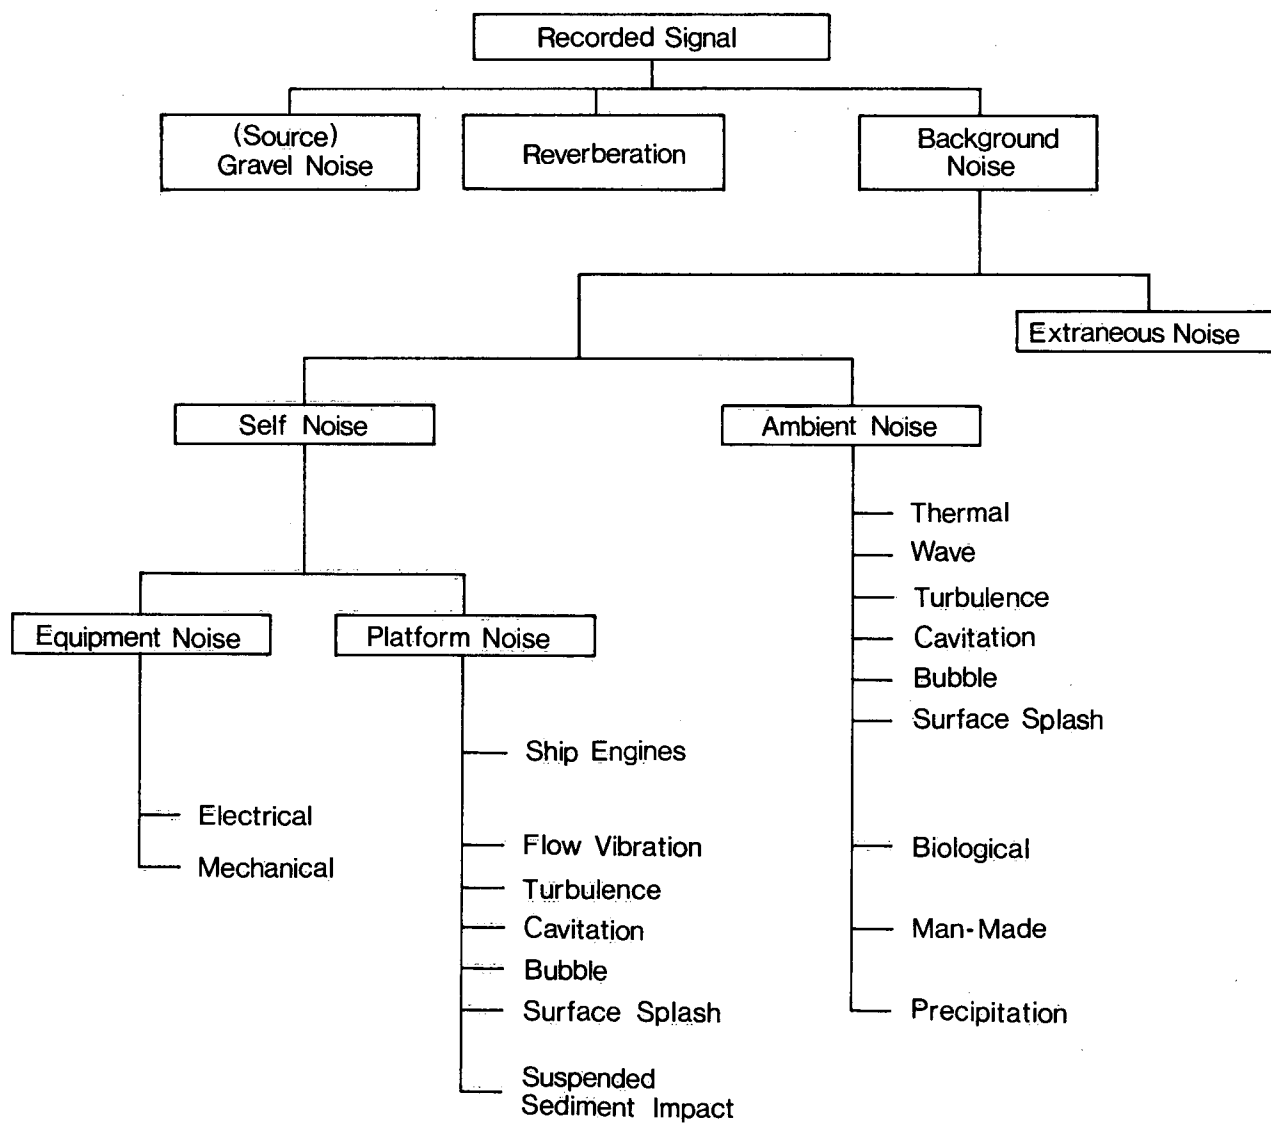 Recorded Signal
(Source)
Gravel Noise
Reverberation
Background
Noise
Extraneous Noise
Self Noise
Ambient Noise
Thermal
Wave
Turbulence
Cavitation
Bubble
Surface Splash
Biological
Man-Made
Precipitation
Equipment Noise
Platform Noise
Electrical
Mechanical
Ship Engines
Flow Vibration
Turbulence
Cavitation
Bubble
Surface Splash
Suspended
Sediment Impact